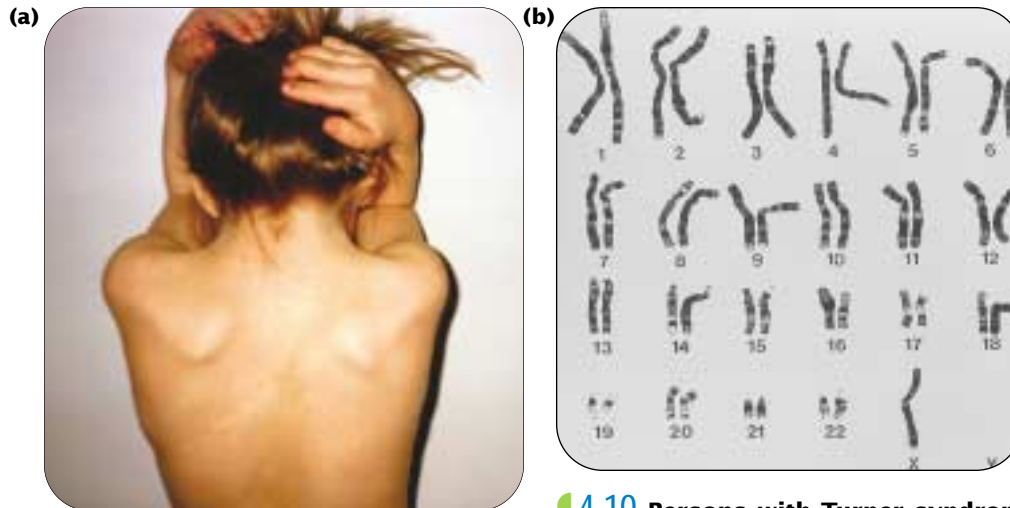 (a)
(b)
1 2 3 4 5 6
7 8 9 10 11 12
13 14 15 16 17 18
19 20 21 22 X Y
4.10 Persons with Turner syndrom